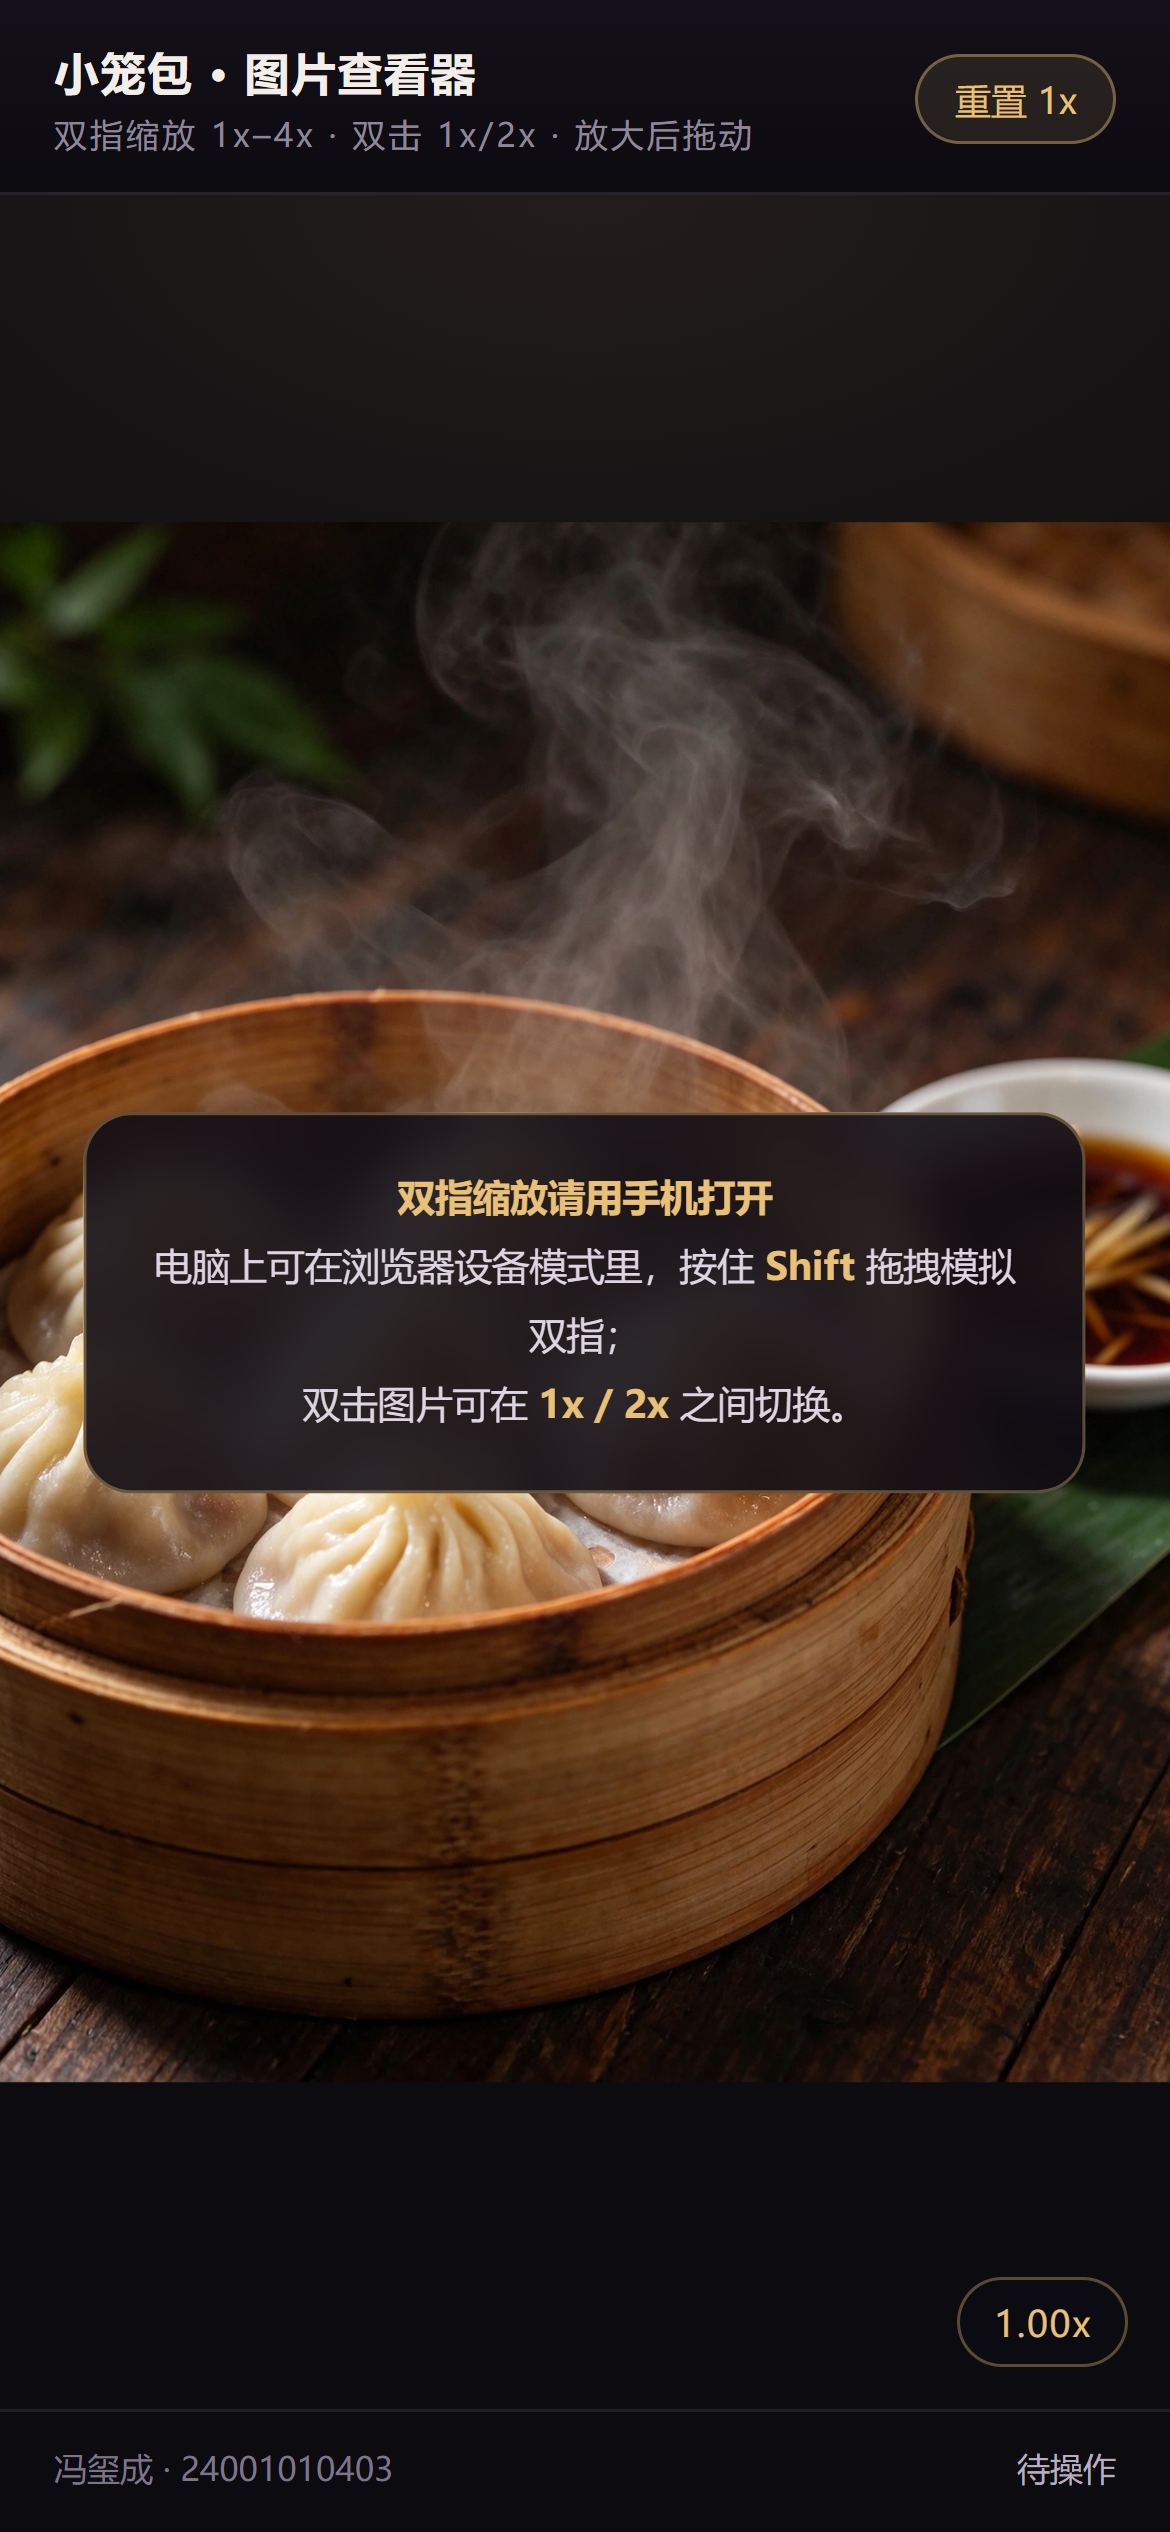 小笼包 · 图片查看器
重置 1x
双指缩放 1x–4x · 双击 1x/2x · 放大后拖动
双指缩放请用手机打开
电脑上可在浏览器设备模式里，按住 Shift 拖拽模拟
双指；
双击图片可在 1x / 2x 之间切换。
1.00x
冯玺成 · 24001010403
待操作